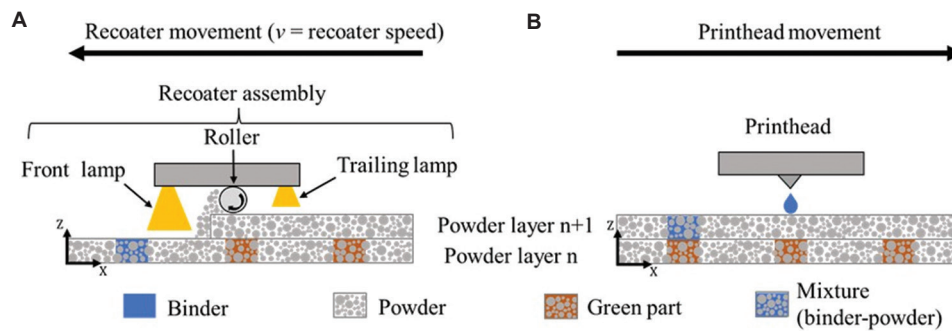 A
Recoater movement (v = recoater speed)
Recoater assembly
Roller
Front lamp
Trailing lamp
z
x
B
Printhead movement
Printhead
Powder layer n+1
Powder layer n
z
x
Binder
Powder
Green part
Mixture
(binder-powder)